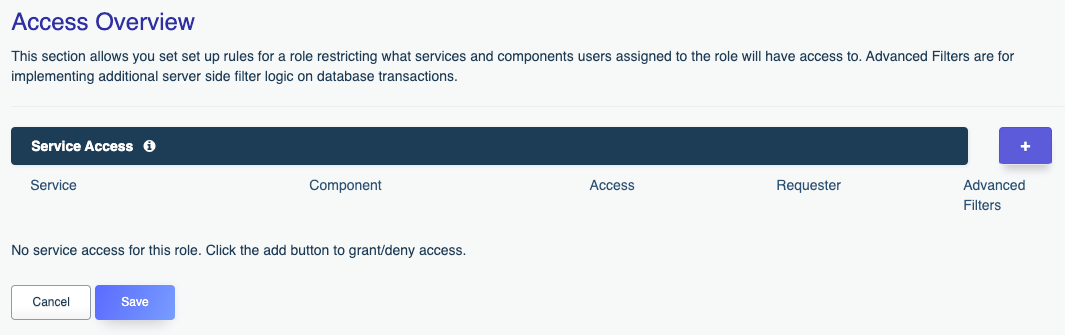 Access Overview
This section allows you set set up rules for a role restricting what services and components users assigned to the role will have access to. Advanced Filters are for
implementing additional server side filter logic on database transactions.
Service Access
+
Service Component Access Requester Advanced
Filters
No service access for this role. Click the add button to grant/deny access.
Cancel Save